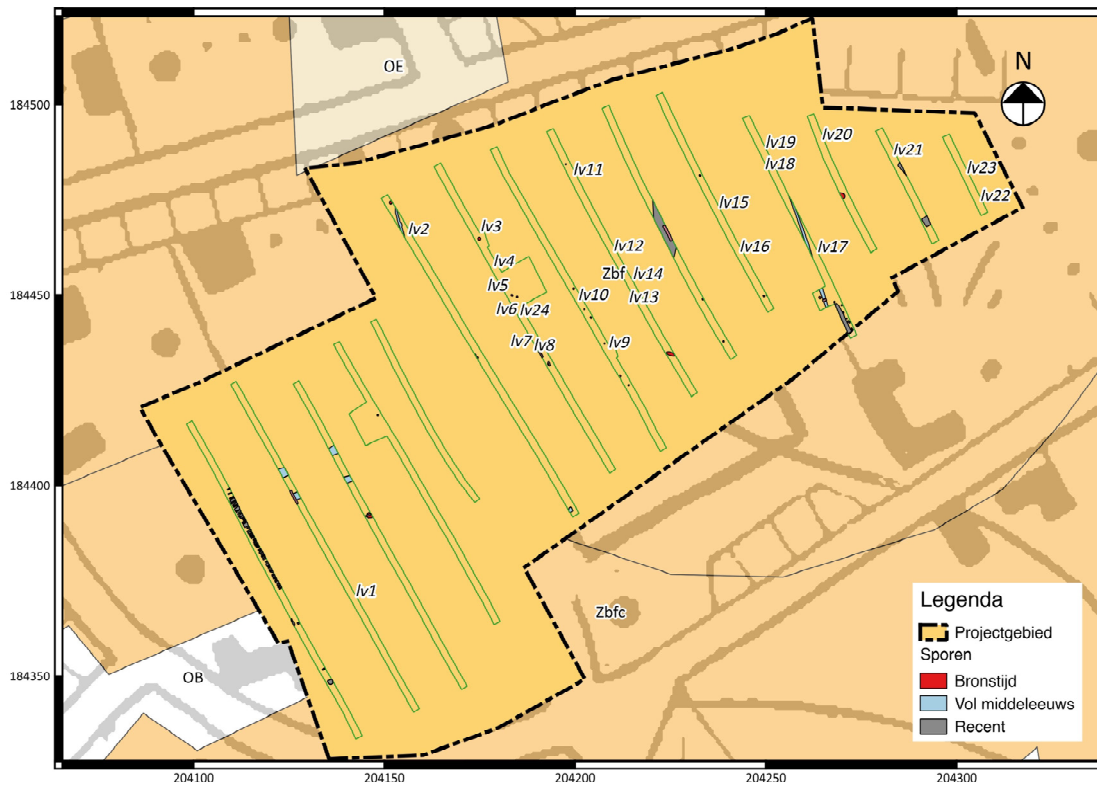 OE
N
184500
lv11
lv19
lv18
lv20
lv21
lv23
lv22
lv2
lv3
lv4
lv15
lv12
lv16
lv17
Zbf
lv14
lv5
lv10
lv13
184450
lv6
lv24
lv7
lv8
lv9
184400
lv1
Zbfc
Legenda
Projectgebied
Sporen
Bronstijd
Vol middeleeuws
Recent
OB
184350
204100
204150
204200
204250
204300